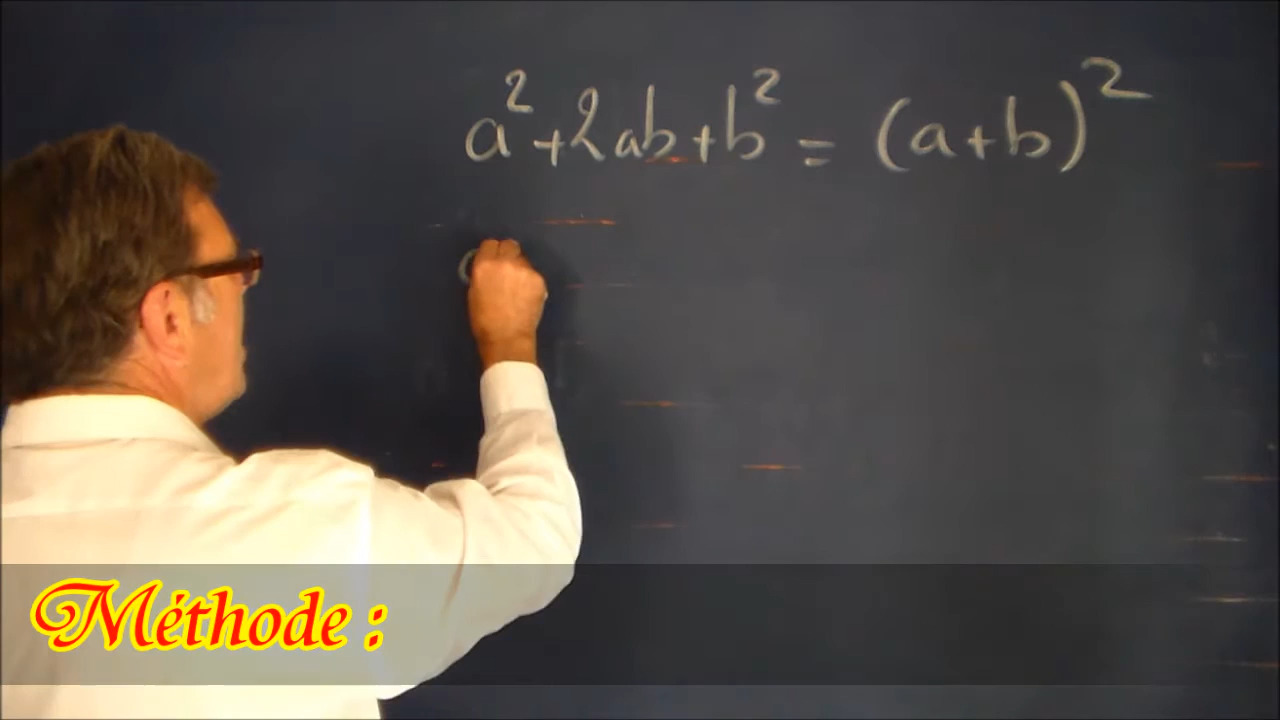 a²+2ab+b² = (a+b)²
Méthode :